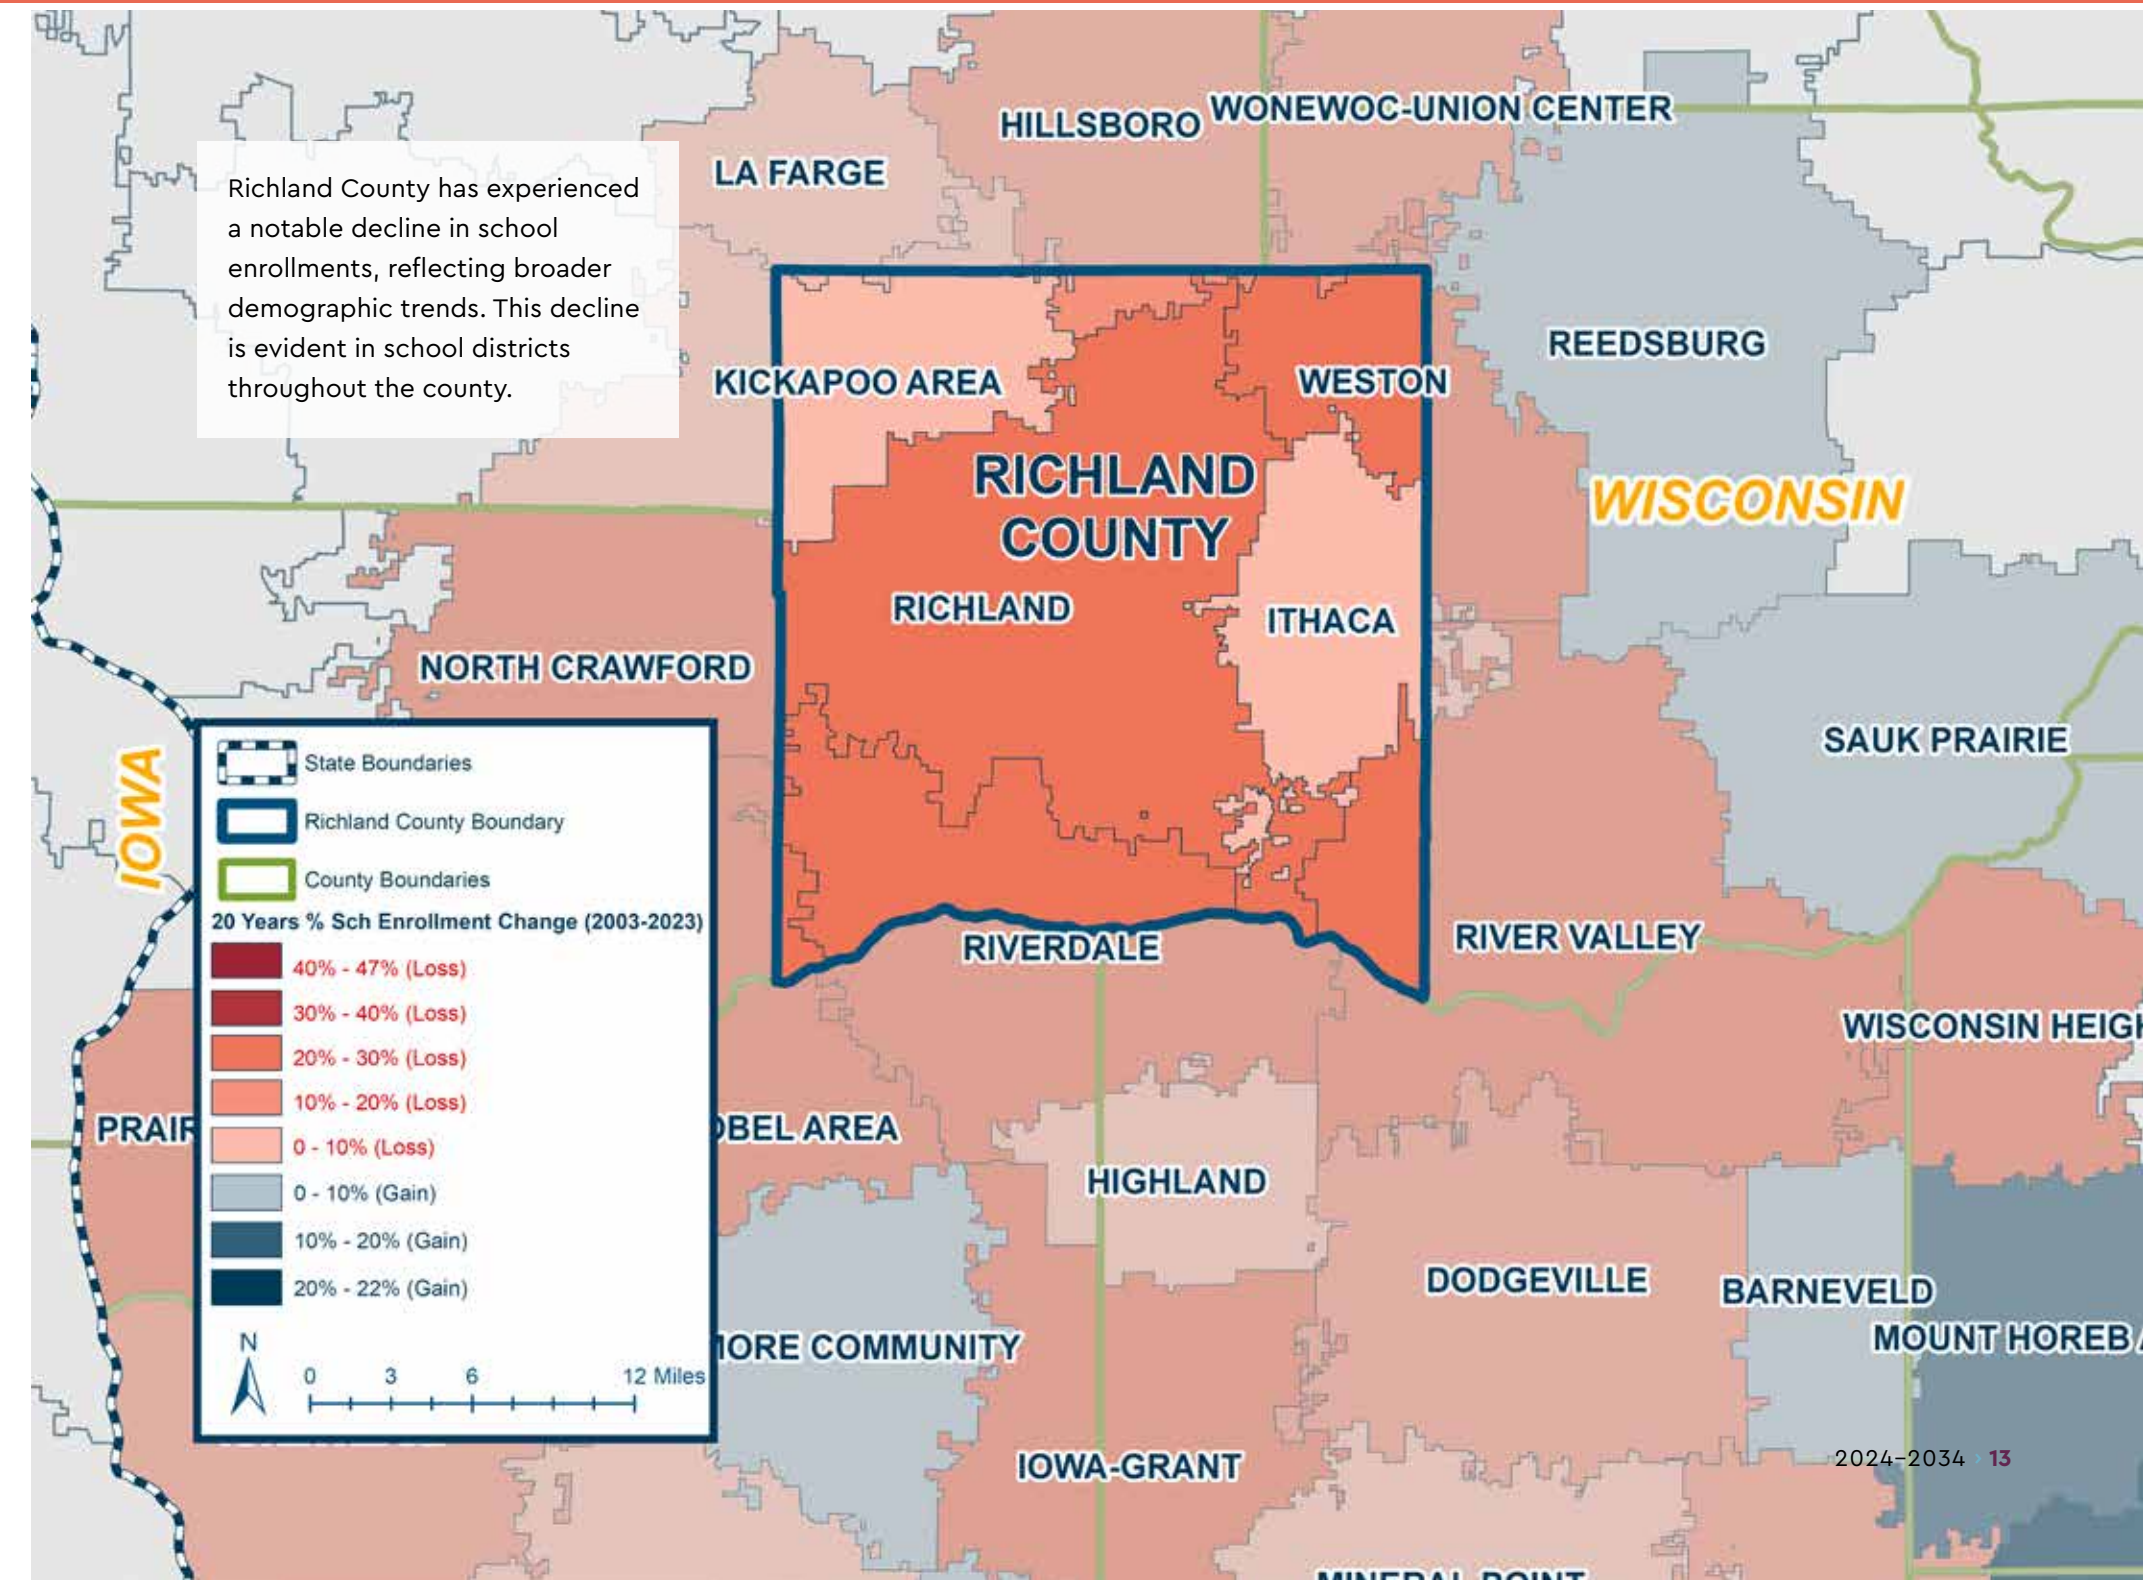 HILLSBORO
WONEWOC-UNION CENTER
LA FARGE
Richland County has experienced
a notable decline in school
enrollments, reflecting broader
demographic trends. This decline
is evident in school districts
throughout the county.
REEDSBURG
KICKAPOO AREA
WESTON
RICHLAND
COUNTY
WISCONSIN
RICHLAND
ITHACA
NORTH CRAWFORD
SAUK PRAIRIE
IOWA
State Boundaries
Richland County Boundary
County Boundaries
20 Years % Sch Enrollment Change (2003-2023)
40% - 47% (Loss)
30% - 40% (Loss)
20% - 30% (Loss)
10% - 20% (Loss)
0 - 10% (Loss)
0 - 10% (Gain)
10% - 20% (Gain)
20% - 22% (Gain)
N
0 3 6 12 Miles
RIVERDALE
RIVER VALLEY
WISCONSIN HEIGH
PRAIR
OBEL AREA
HIGHLAND
DODGEVILLE
BARNEVELD
MOUNT HOREB A
MORE COMMUNITY
IOWA-GRANT
2024–2034 13
MINERAL POINT